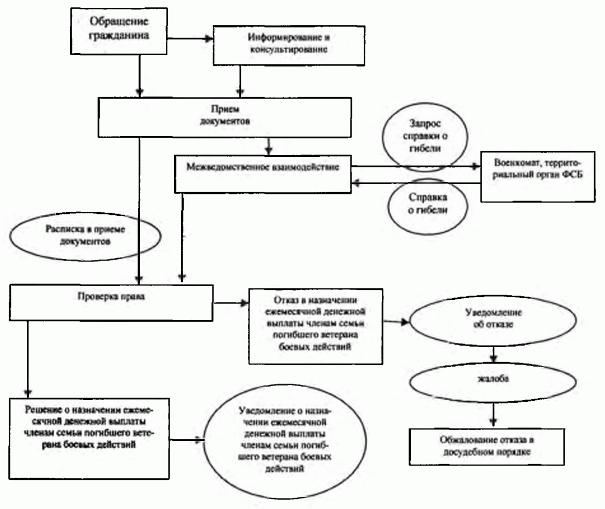 Обращение
гражданина
Информирование и
консультирование
Прием
документов
Запрос
справки о
гибели
Межведомственное взаимодействие
Военкомат, террито-
риальный орган ФСБ
Справка
о гибели
Расписка в приеме
документов
Проверка права
Отказ в назначении
ежемесячной денежной
выплаты членам семьи
погибшего ветерана
боевых действий
Уведомление
об отказе
жалоба
Решение о назначении ежеме-
сячной денежной выплаты
членам семьи погибшего вете-
рана боевых действий
Уведомление о назна-
чении ежемесячной
денежной выплаты
членам семьи погиб-
шего ветерана боевых
действий
Обжалование отказа в
досудебном порядке